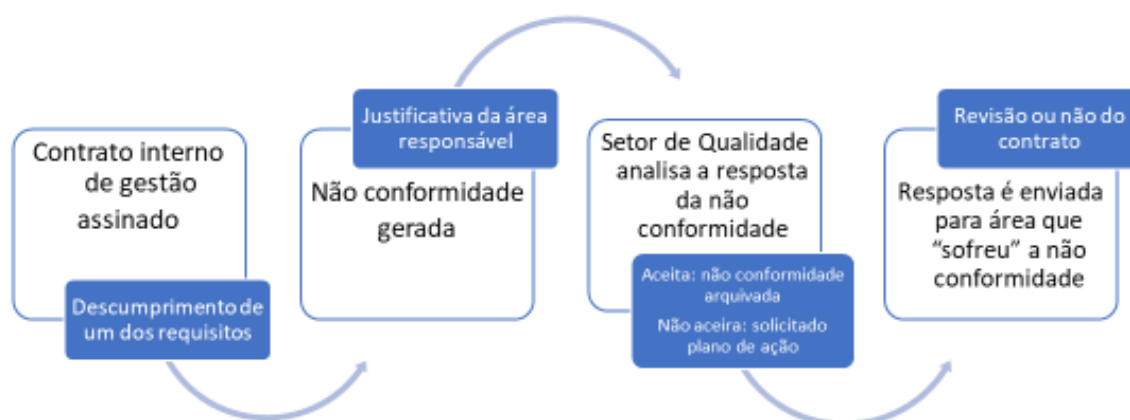 Contrato interno
de gestão
assinado
Descumprimento de
um dos requisitos
Justificativa da área
responsável
Não conformidade
gerada
Setor de Qualidade
analisa a resposta
da não
conformidade
Aceita: não conformidade
arquivada
Não aceira: solicitado
plano de ação
Revisão ou não do
contrato
Resposta é enviada
para área que
“sofreu” a não
conformidade